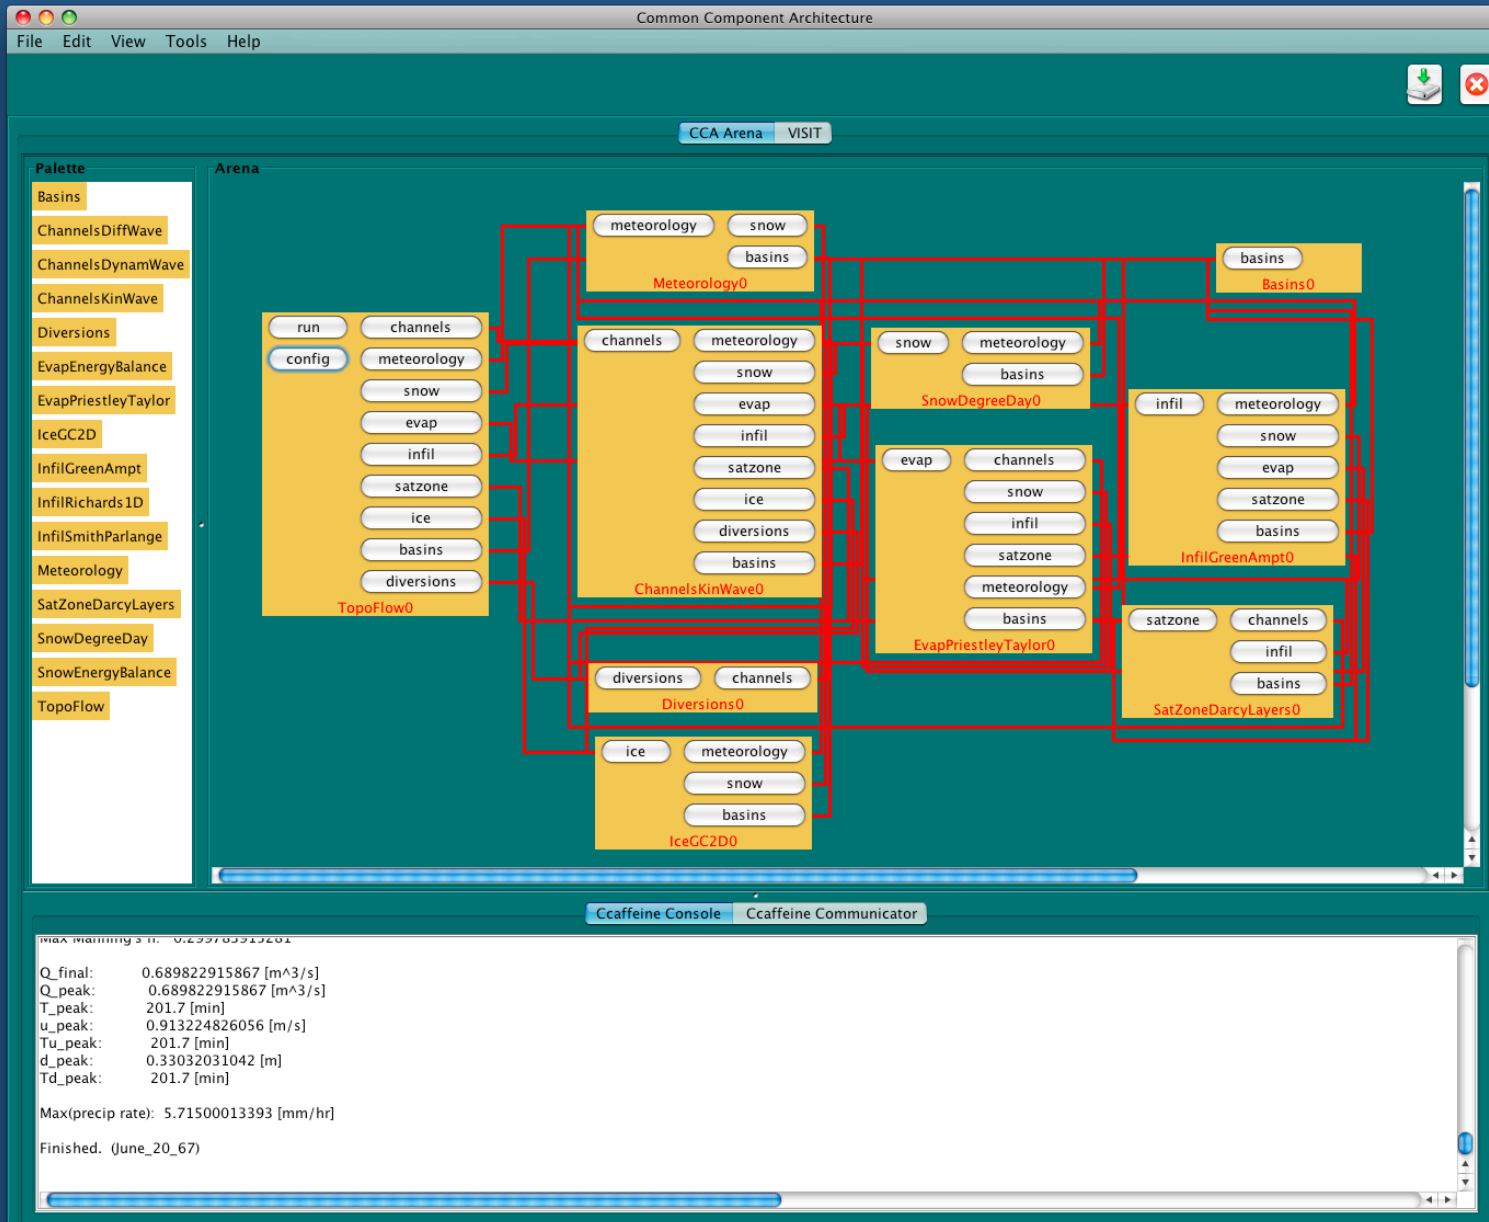 Common Component Architecture
File Edit View Tools Help
CCA Arena VISIT
Palette
Basins
ChannelsDiffWave
ChannelsDynamWave
ChannelsKinWave
Diversions
EvapEnergyBalance
EvapPriestleyTaylor
IceGC2D
InfilGreenAmpt
InfilRichards1D
InfilSmithParlange
Meteorology
SatZoneDarcyLayers
SnowDegreeDay
SnowEnergyBalance
TopoFlow
Arena
run channels
config meteorology
snow
evap
infil
satzone
ice
basins
diversions
TopoFlow0
meteorology snow
basins
Meteorology0
channels meteorology
snow
evap
infil
satzone
ice
diversions
basins
ChannelsKinWave0
diversions channels
Diversions0
ice meteorology
snow
basins
IceGC2D0
snow meteorology
basins
SnowDegreeDay0
evap channels
snow
infil
satzone
meteorology
basins
EvapPriestleyTaylor0
basins
Basins0
infil meteorology
snow
evap
satzone
basins
InfilGreenAmpt0
satzone channels
infil
basins
SatZoneDarcyLayers0
Ccaffeine Console Ccaffeine Communicator
Max Manning's n: 0.299783915281
Q_final: 0.689822915867 [m^3/s]
Q_peak: 0.689822915867 [m^3/s]
T_peak: 201.7 [min]
u_peak: 0.913224826056 [m/s]
Tu_peak: 201.7 [min]
d_peak: 0.33032031042 [m]
Td_peak: 201.7 [min]
Max(precip rate): 5.71500013393 [mm/hr]
Finished. (June_20_67)